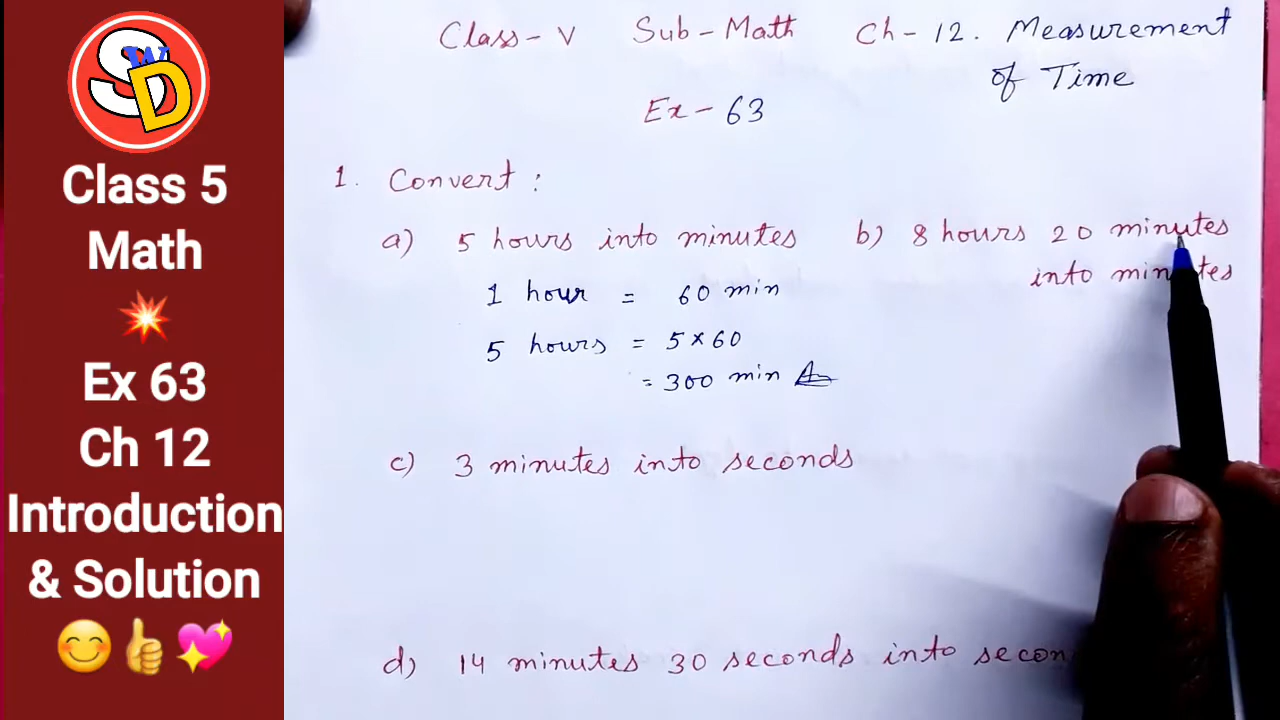 SWD
Class 5
Math
Ex 63
Ch 12
Introduction
& Solution
Class - V Sub - Math Ch - 12. Measurement
of Time
Ex - 63
1. Convert :
a) 5 hours into minutes b) 8 hours 20 minutes
into minutes
1 hour = 60 min
5 hours = 5 × 60
= 300 min
c) 3 minutes into seconds
d) 14 minutes 30 seconds into secon